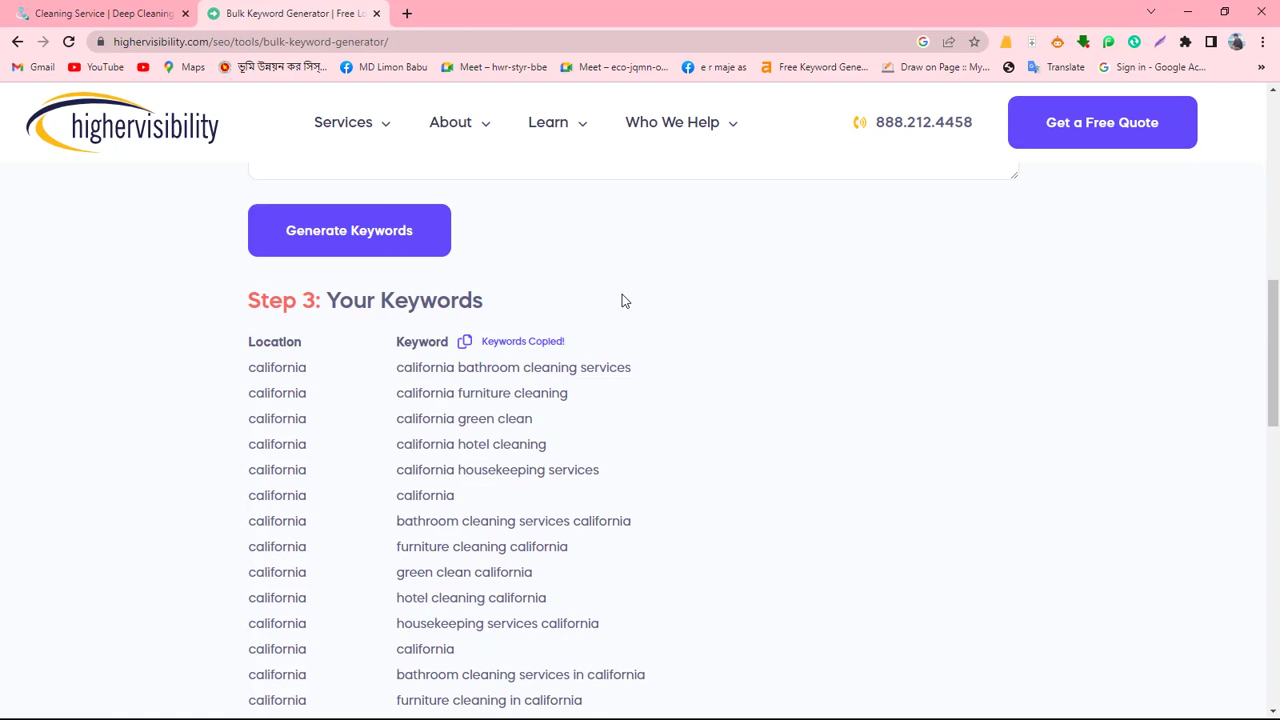 Cleaning Service | Deep Cleaning
Bulk Keyword Generator | Free Lo
highervisibility.com/seo/tools/bulk-keyword-generator/
Gmail
YouTube
Maps
ভূমি উন্নয়ন কর সিস্...
MD Limon Babu
Meet – hwr-styr-bbe
Meet – eco-jqmn-o...
e r maje as
Free Keyword Gene...
Draw on Page :: My...
Translate
Sign in - Google Ac...
»
highervisibility
Services
About
Learn
Who We Help
888.212.4458
Get a Free Quote
Generate Keywords
Step 3: Your Keywords
Location Keyword Keywords Copied!
california california bathroom cleaning services
california california furniture cleaning
california california green clean
california california hotel cleaning
california california housekeeping services
california california
california bathroom cleaning services california
california furniture cleaning california
california green clean california
california hotel cleaning california
california housekeeping services california
california california
california bathroom cleaning services in california
california furniture cleaning in california